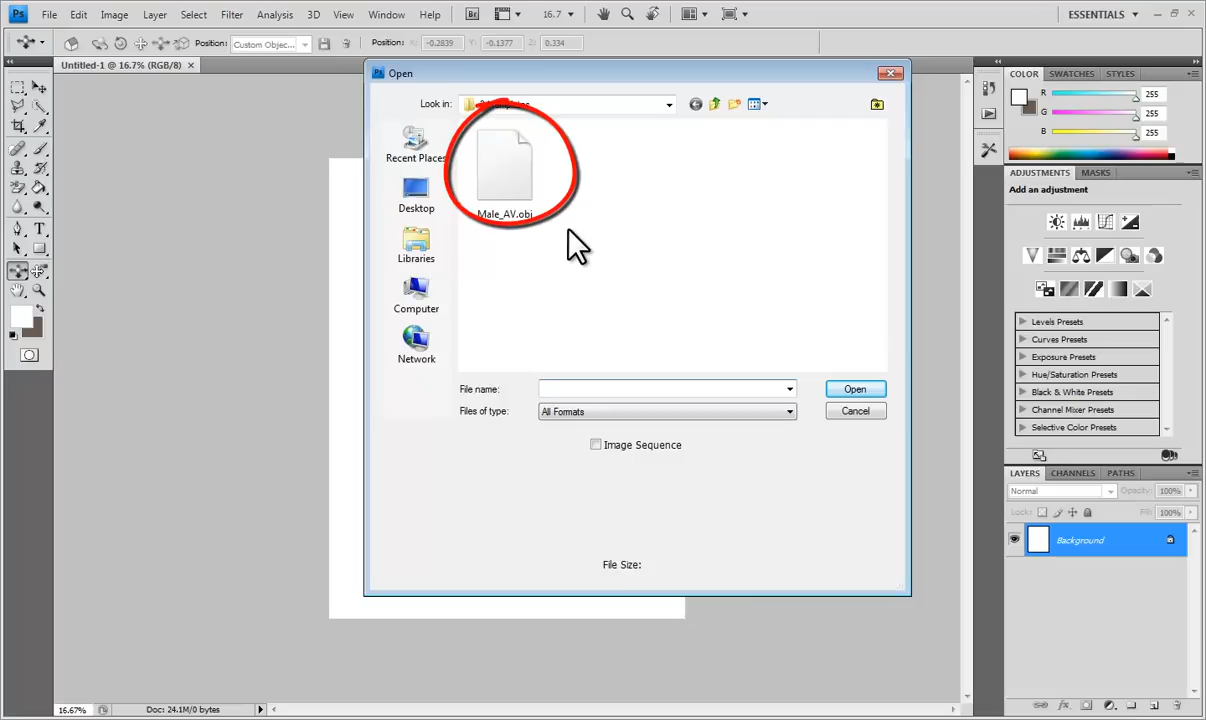 Ps File Edit Image Layer Select Filter Analysis 3D View Window Help Br 16.7 ESSENTIALS
Position: Custom Objec... Position: X: -0.2839 Y: -0.1377 Z: 0.334
Untitled-1 @ 16.7% (RGB/8)
Open
Look in:
Male_AV.obj
Recent Places
Desktop
Libraries
Computer
Network
File name: Open
Files of type: All Formats Cancel
Image Sequence
File Size:
COLOR SWATCHES STYLES
R 255
G 255
B 255
ADJUSTMENTS MASKS
Add an adjustment
Levels Presets
Curves Presets
Exposure Presets
Hue/Saturation Presets
Black & White Presets
Channel Mixer Presets
Selective Color Presets
LAYERS CHANNELS PATHS
Normal Opacity: 100%
Lock: Fill: 100%
Background
16.67% Doc: 24.1M/0 bytes